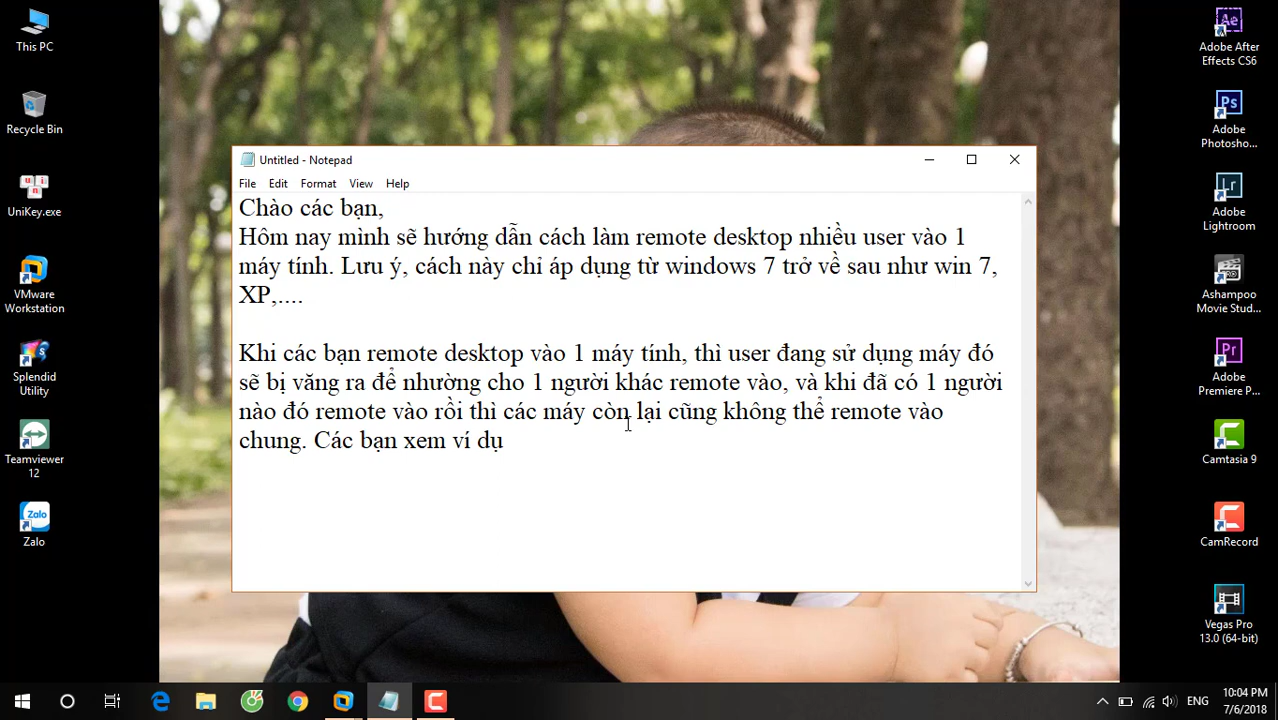 This PC
Recycle Bin
UniKey.exe
VMware
Workstation
Splendid
Utility
Teamviewer
12
Zalo
Untitled - Notepad
File Edit Format View Help
Chào các bạn,
Hôm nay mình sẽ hướng dẫn cách làm remote desktop nhiều user vào 1
máy tính. Lưu ý, cách này chỉ áp dụng từ windows 7 trở về sau như win 7,
XP,....
Khi các bạn remote desktop vào 1 máy tính, thì user đang sử dụng máy đó
sẽ bị văng ra để nhường cho 1 người khác remote vào, và khi đã có 1 người
nào đó remote vào rồi thì các máy còn lại cũng không thể remote vào
chung. Các bạn xem ví dụ
Ae
Adobe After
Effects CS6
Ps
Adobe
Photosho...
Lr
Adobe
Lightroom
Ashampoo
Movie Stud...
Pr
Adobe
Premiere P...
Camtasia 9
CamRecord
Vegas Pro
13.0 (64-bit)
ENG
10:04 PM
7/6/2018